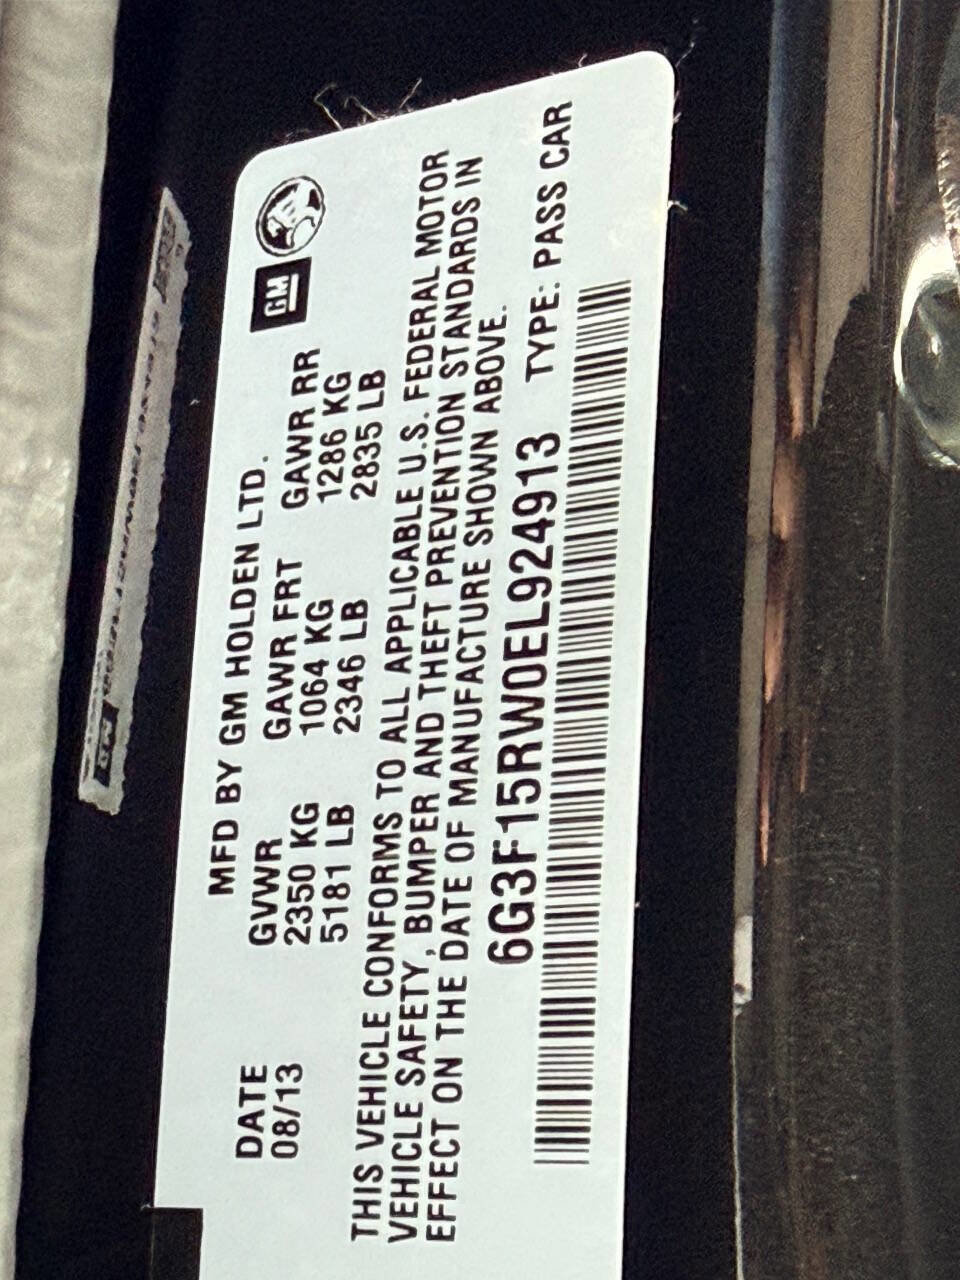 MFD BY GM HOLDEN LTD.
GM
DATE GVWR GAWR FRT GAWR RR
08/13 2350 KG 1064 KG 1286 KG
5181 LB 2346 LB 2835 LB
THIS VEHICLE CONFORMS TO ALL APPLICABLE U.S. FEDERAL MOTOR
VEHICLE SAFETY, BUMPER AND THEFT PREVENTION STANDARDS IN
EFFECT ON THE DATE OF MANUFACTURE SHOWN ABOVE.
6G3F15RW0EL924913 TYPE: PASS CAR